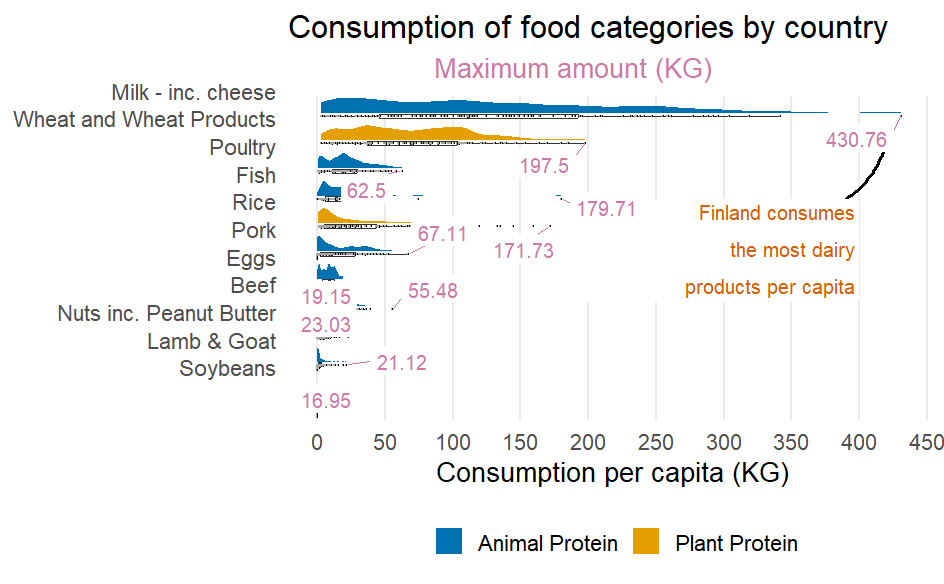 Consumption of food categories by country
Maximum amount (KG)
Milk - inc. cheese
Wheat and Wheat Products
430.76
Poultry
197.5
Fish
62.5
Rice
179.71
Finland consumes
Pork
67.11
171.73
the most dairy
Eggs
Beef
19.15
55.48
products per capita
Nuts inc. Peanut Butter
23.03
Lamb & Goat
Soybeans
21.12
16.95
0 50 100 150 200 250 300 350 400 450
Consumption per capita (KG)
Animal Protein Plant Protein